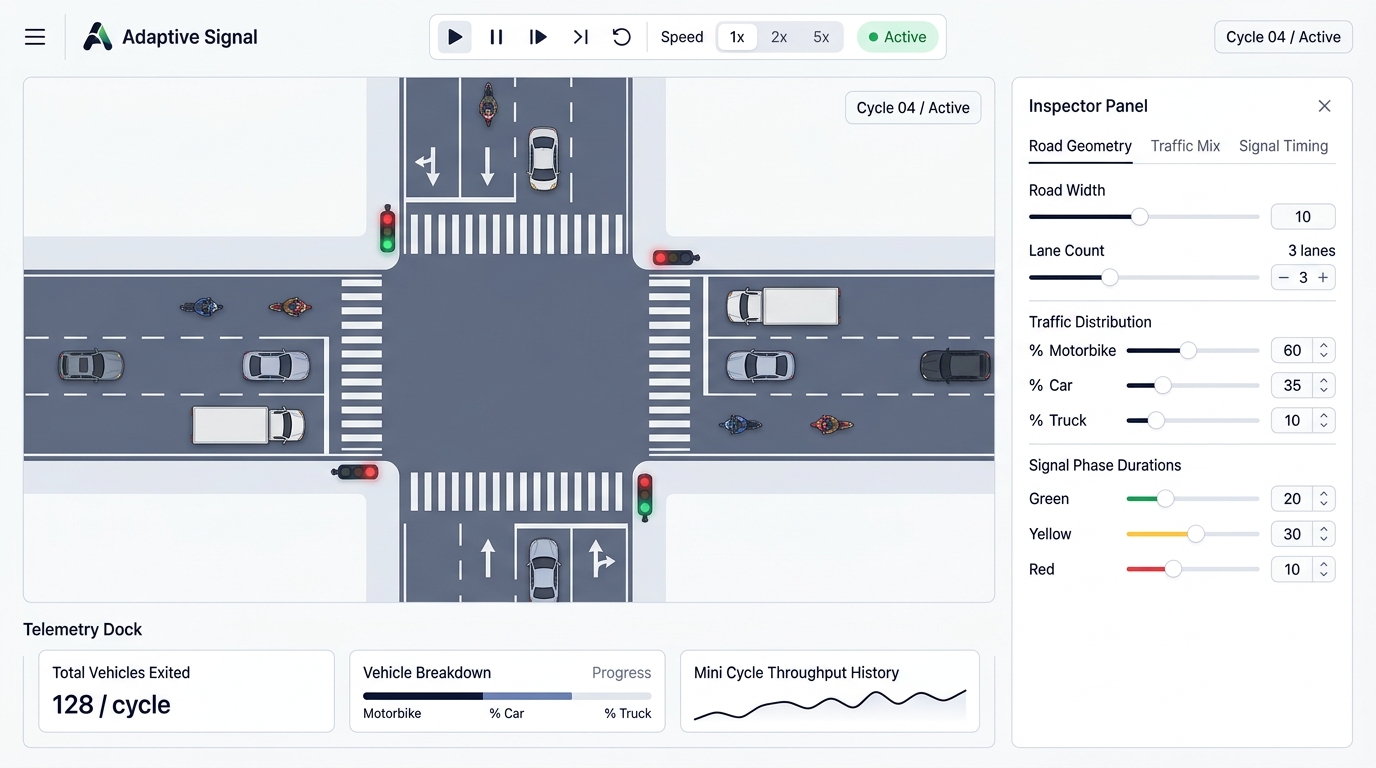 Adaptive Signal
Speed 1x 2x 5x Active
Cycle 04 / Active
Cycle 04 / Active
Inspector Panel
Road Geometry Traffic Mix Signal Timing
Road Width
10
Lane Count 3 lanes
− 3 +
Traffic Distribution
% Motorbike 60
% Car 35
% Truck 10
Signal Phase Durations
Green 20
Yellow 30
Red 10
Telemetry Dock
Total Vehicles Exited
128 / cycle
Vehicle Breakdown Progress
Motorbike % Car % Truck
Mini Cycle Throughput History